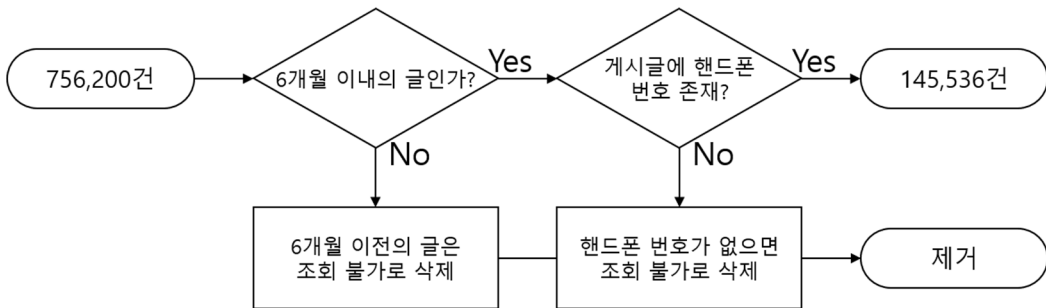 756,200건
6개월 이내의 글인가?
Yes
게시글에 핸드폰
번호 존재?
Yes
145,536건
No
No
6개월 이전의 글은
조회 불가로 삭제
핸드폰 번호가 없으면
조회 불가로 삭제
제거